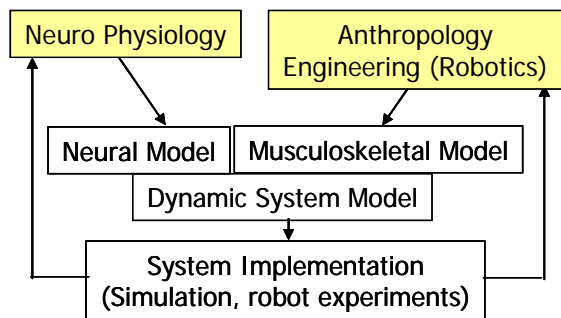 Neuro Physiology
Anthropology
Engineering (Robotics)
Neural Model
Musculoskeletal Model
Dynamic System Model
System Implementation
(Simulation, robot experiments)